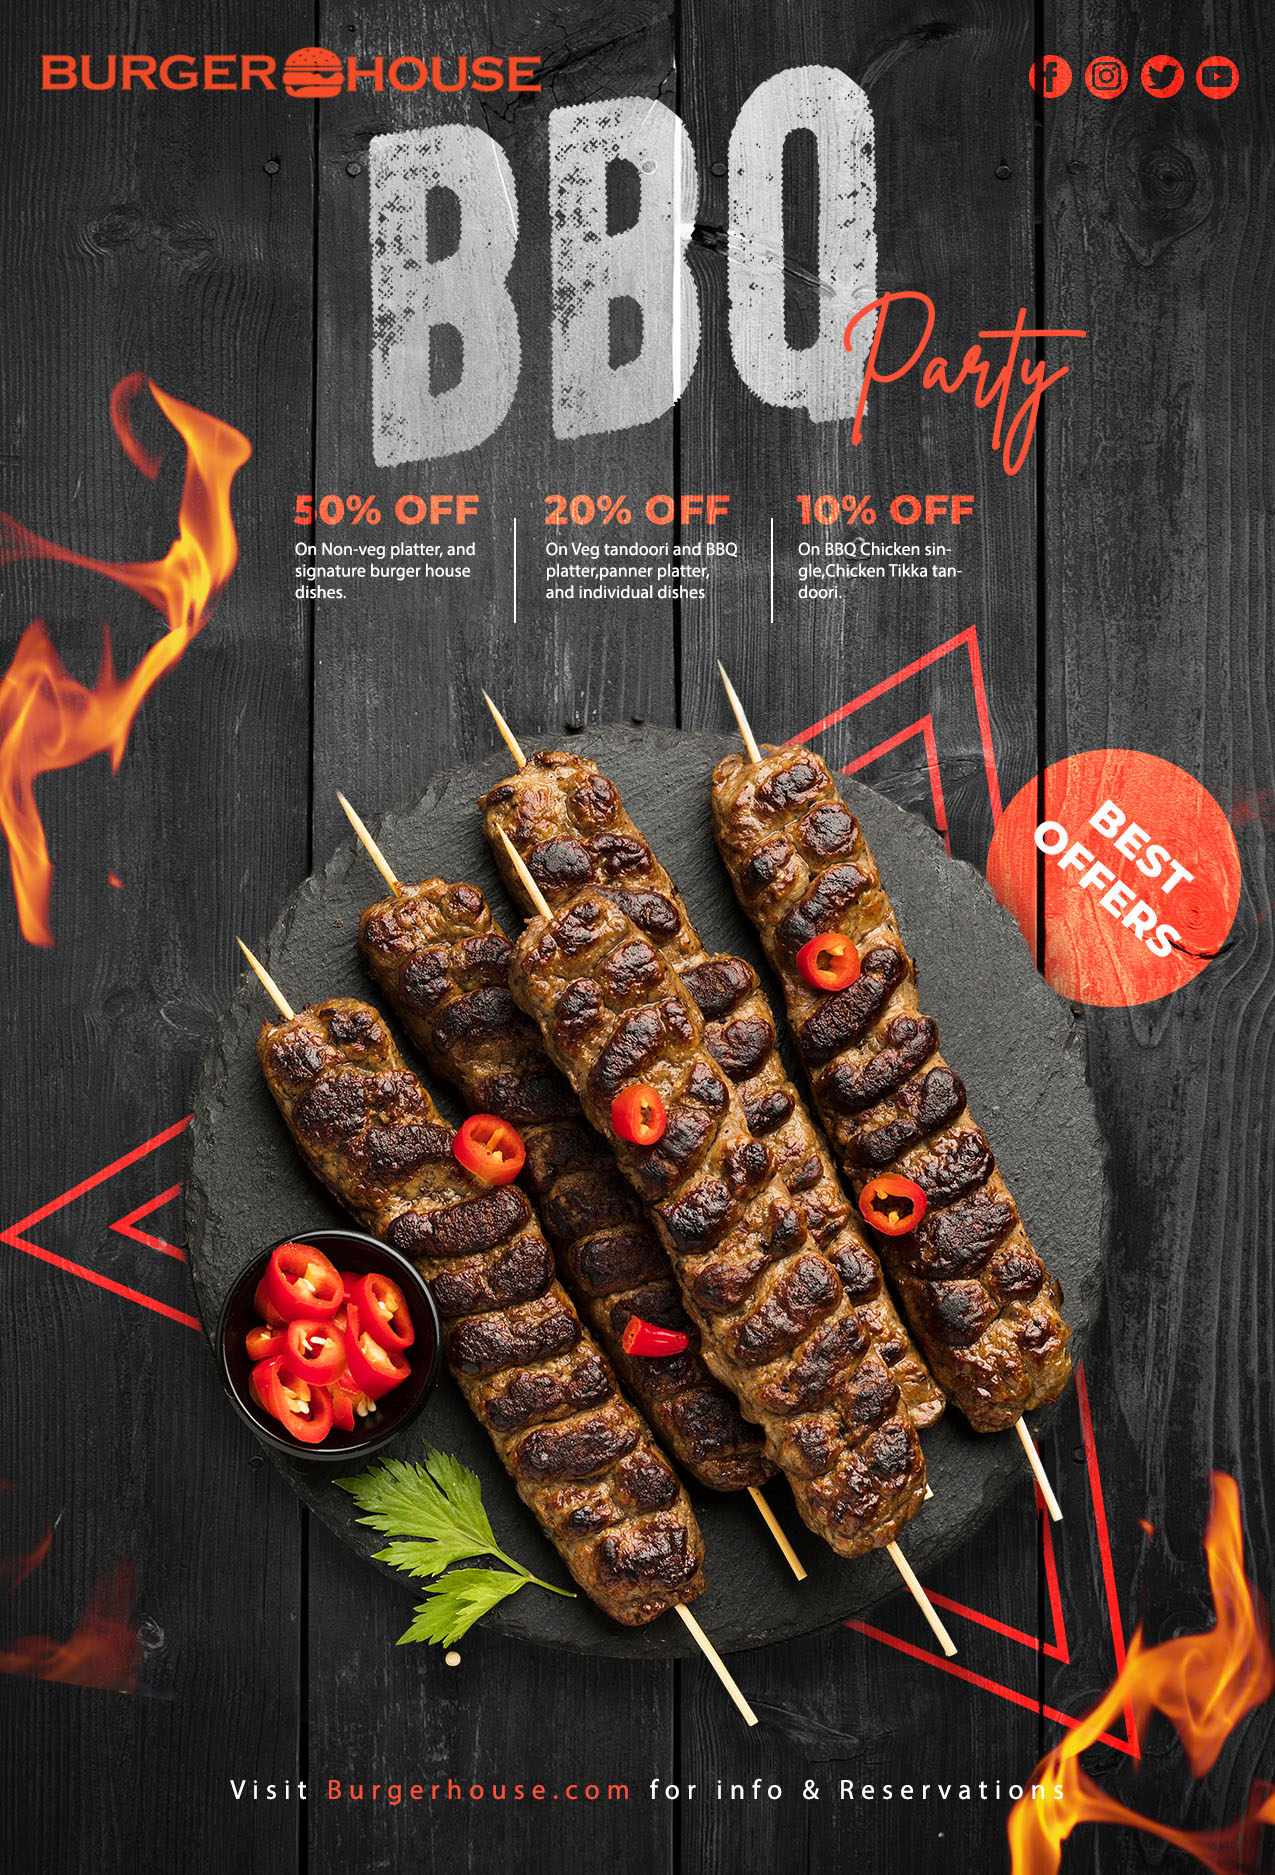 BURGER HOUSE
BBQ
Party
50% OFF
On Non-veg platter, and
signature burger house
dishes.
20% OFF
On Veg tandoori and BBQ
platter,panner platter,
and individual dishes
10% OFF
On BBQ Chicken sin-
gle,Chicken Tikka tan-
doori.
BEST
OFFERS
Visit Burgerhouse.com for info & Reservations